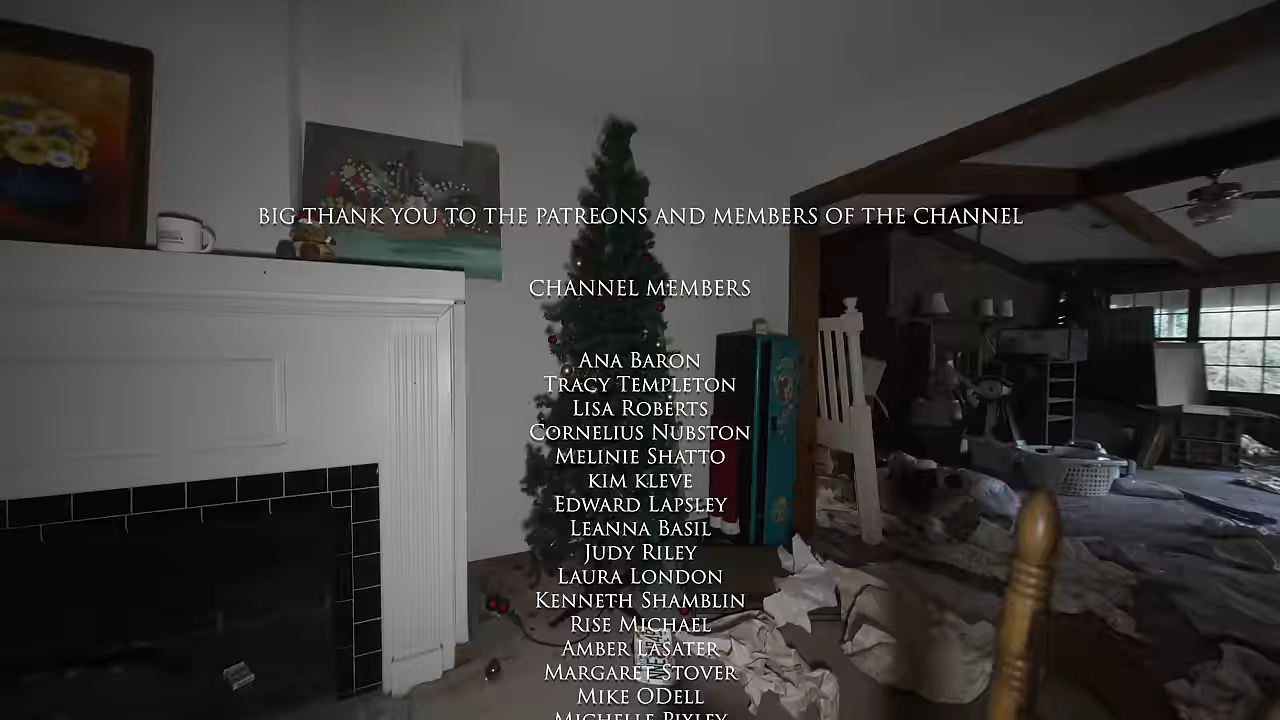 BIG THANK YOU TO THE PATREONS AND MEMBERS OF THE CHANNEL
CHANNEL MEMBERS
ANA BARON
TRACY TEMPLETON
LISA ROBERTS
CORNELIUS NUBSTON
MELINIE SHATTO
KIM KLEVE
EDWARD LAPSLEY
LEANNA BASIL
JUDY RILEY
LAURA LONDON
KENNETH SHAMBLIN
RISE MICHAEL
AMBER LASATER
MARGARET STOVER
MIKE ODELL
MICHELLE PIXLEY